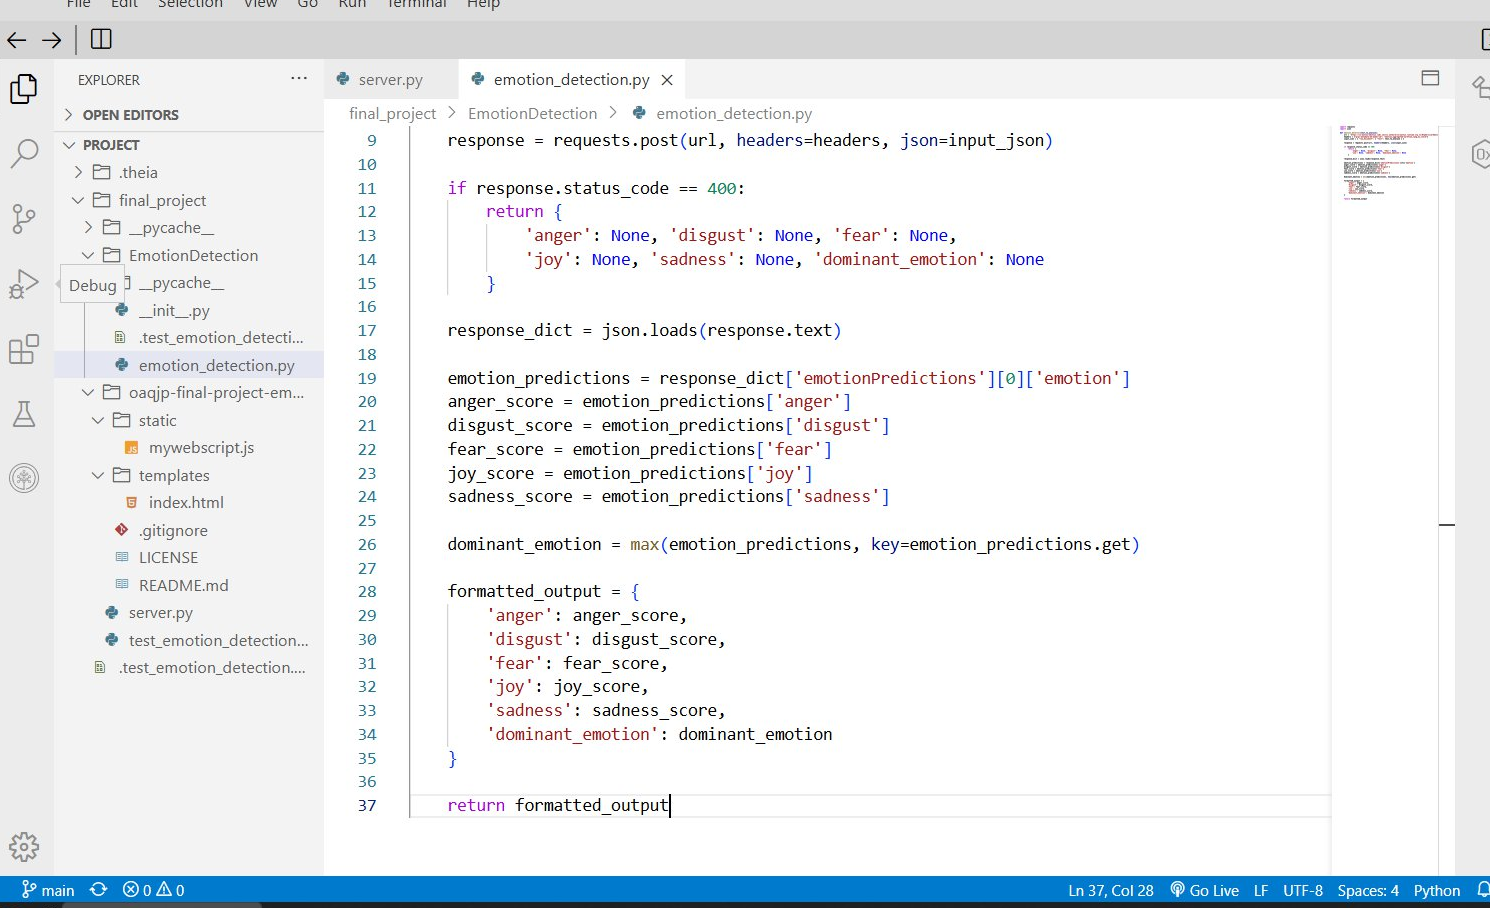 File Edit Selection View Go Run Terminal Help
EXPLORER ...
OPEN EDITORS
PROJECT
.theia
final_project
__pycache__
EmotionDetection
__pycache__
Debug
__init__.py
.test_emotion_detecti...
emotion_detection.py
oaqjp-final-project-em...
static
mywebscript.js
templates
index.html
.gitignore
LICENSE
README.md
server.py
test_emotion_detection...
.test_emotion_detection....
server.py emotion_detection.py
final_project > EmotionDetection > emotion_detection.py
9 response = requests.post(url, headers=headers, json=input_json)
10
11 if response.status_code == 400:
12 return {
13 'anger': None, 'disgust': None, 'fear': None,
14 'joy': None, 'sadness': None, 'dominant_emotion': None
15 }
16
17 response_dict = json.loads(response.text)
18
19 emotion_predictions = response_dict['emotionPredictions'][0]['emotion']
20 anger_score = emotion_predictions['anger']
21 disgust_score = emotion_predictions['disgust']
22 fear_score = emotion_predictions['fear']
23 joy_score = emotion_predictions['joy']
24 sadness_score = emotion_predictions['sadness']
25
26 dominant_emotion = max(emotion_predictions, key=emotion_predictions.get)
27
28 formatted_output = {
29 'anger': anger_score,
30 'disgust': disgust_score,
31 'fear': fear_score,
32 'joy': joy_score,
33 'sadness': sadness_score,
34 'dominant_emotion': dominant_emotion
35 }
36
37 return formatted_output
main 0 0 Ln 37, Col 28 Go Live LF UTF-8 Spaces: 4 Python